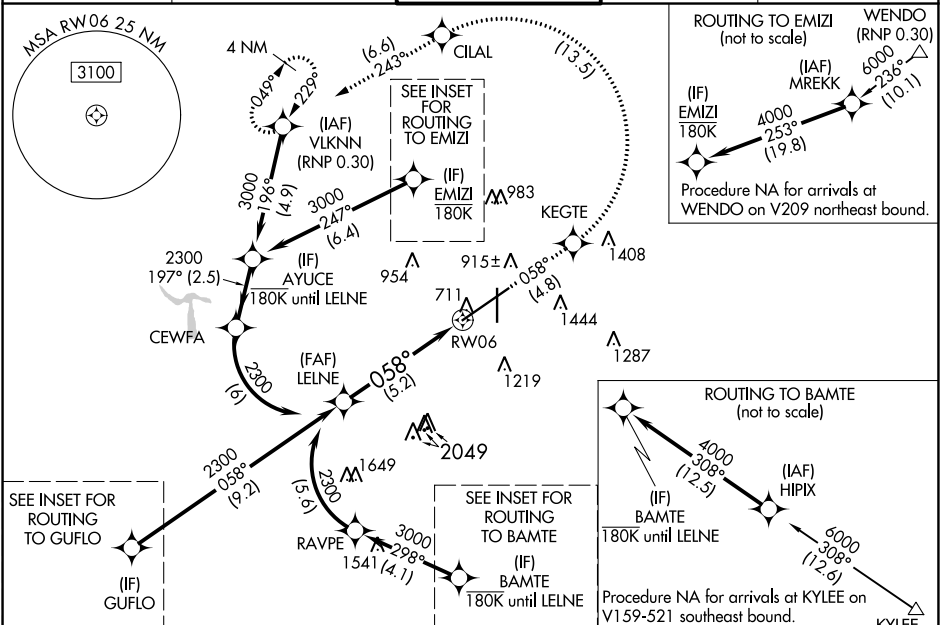 MSA RW06 25 NM
3100
4 NM
049°
229°
(IAF)
VLKNN
(RNP 0.30)
(6.6)
243°
CILAL
(13.5)
SEE INSET
FOR
ROUTING
TO EMIZI
(IF)
EMIZI
180K
3000
196°
(4.9)
3000
247°
(6.4)
983
KEGTE
1408
2300
197° (2.5)
(IF)
AYUCE
180K until LELNE
954
915±
058°
(4.8)
711
1444
RW06
1287
1219
CEWFA
2300
(6)
(FAF)
LELNE
058°
(5.2)
2049
2300
058°
(9.2)
1649
2300
(5.6)
SEE INSET FOR
ROUTING
TO GUFLO
(IF)
GUFLO
RAVPE
1541
3000
298°
(4.1)
SEE INSET FOR
ROUTING
TO BAMTE
(IF)
BAMTE
180K until LELNE
ROUTING TO EMIZI
(not to scale)
WENDO
(RNP 0.30)
6000
236°
(10.1)
(IAF)
MREKK
(IF)
EMIZI
180K
4000
253°
(19.8)
Procedure NA for arrivals at
WENDO on V209 northeast bound.
ROUTING TO BAMTE
(not to scale)
4000
308°
(12.5)
(IAF)
HIPIX
(IF)
BAMTE
180K until LELNE
6000
308°
(12.6)
Procedure NA for arrivals at KYLEE on
V159-521 southeast bound.
KYLEE